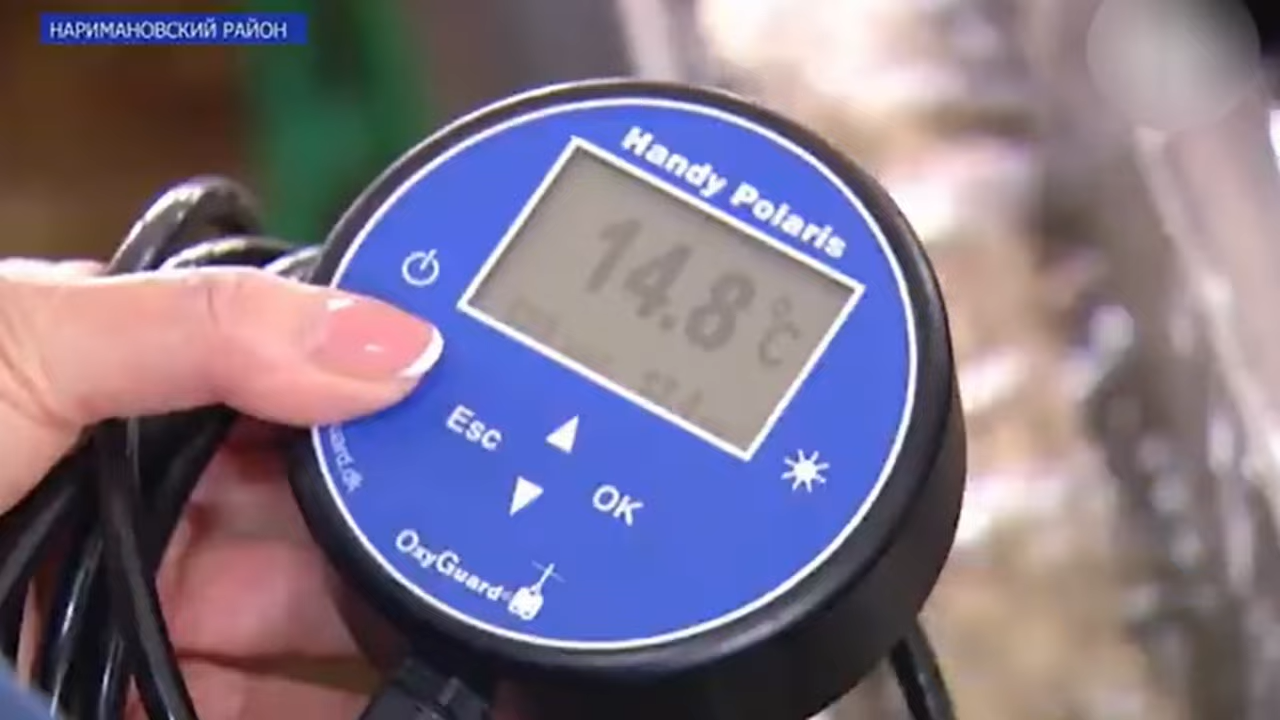 НАРИМАНОВСКИЙ РАЙОН
Handy Polaris
14.8 °C
Esc
OK
OxyGuard®